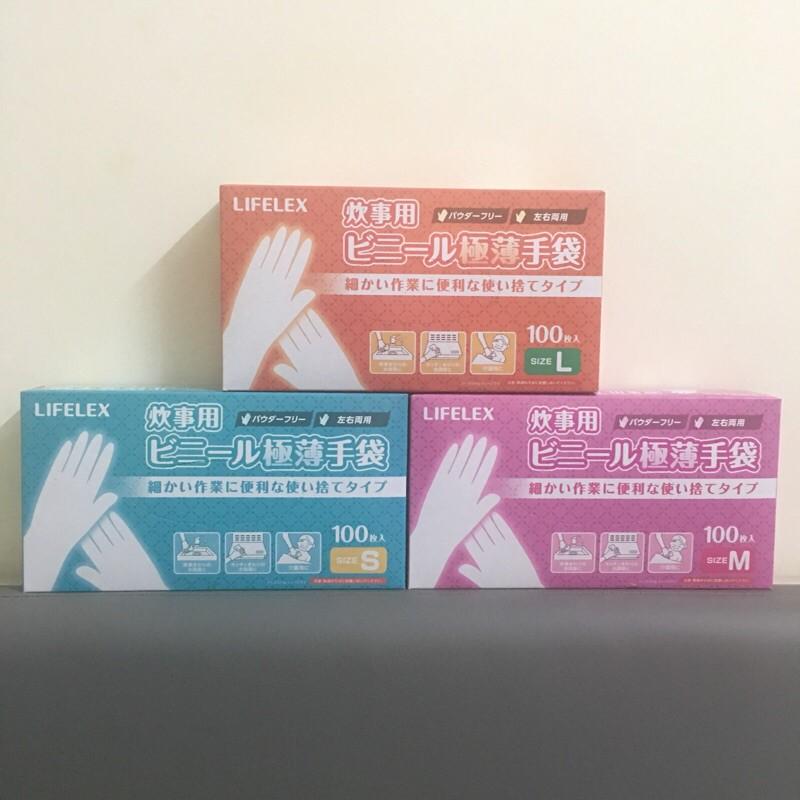 LIFELEX
炊事用
パウダーフリー
左右両用
ビニール極薄手袋
細かい作業に便利な使い捨てタイプ
100枚入
SIZE L
LIFELEX
炊事用
パウダーフリー
左右両用
ビニール極薄手袋
細かい作業に便利な使い捨てタイプ
100枚入
SIZE S
LIFELEX
炊事用
パウダーフリー
左右両用
ビニール極薄手袋
細かい作業に便利な使い捨てタイプ
100枚入
SIZE M